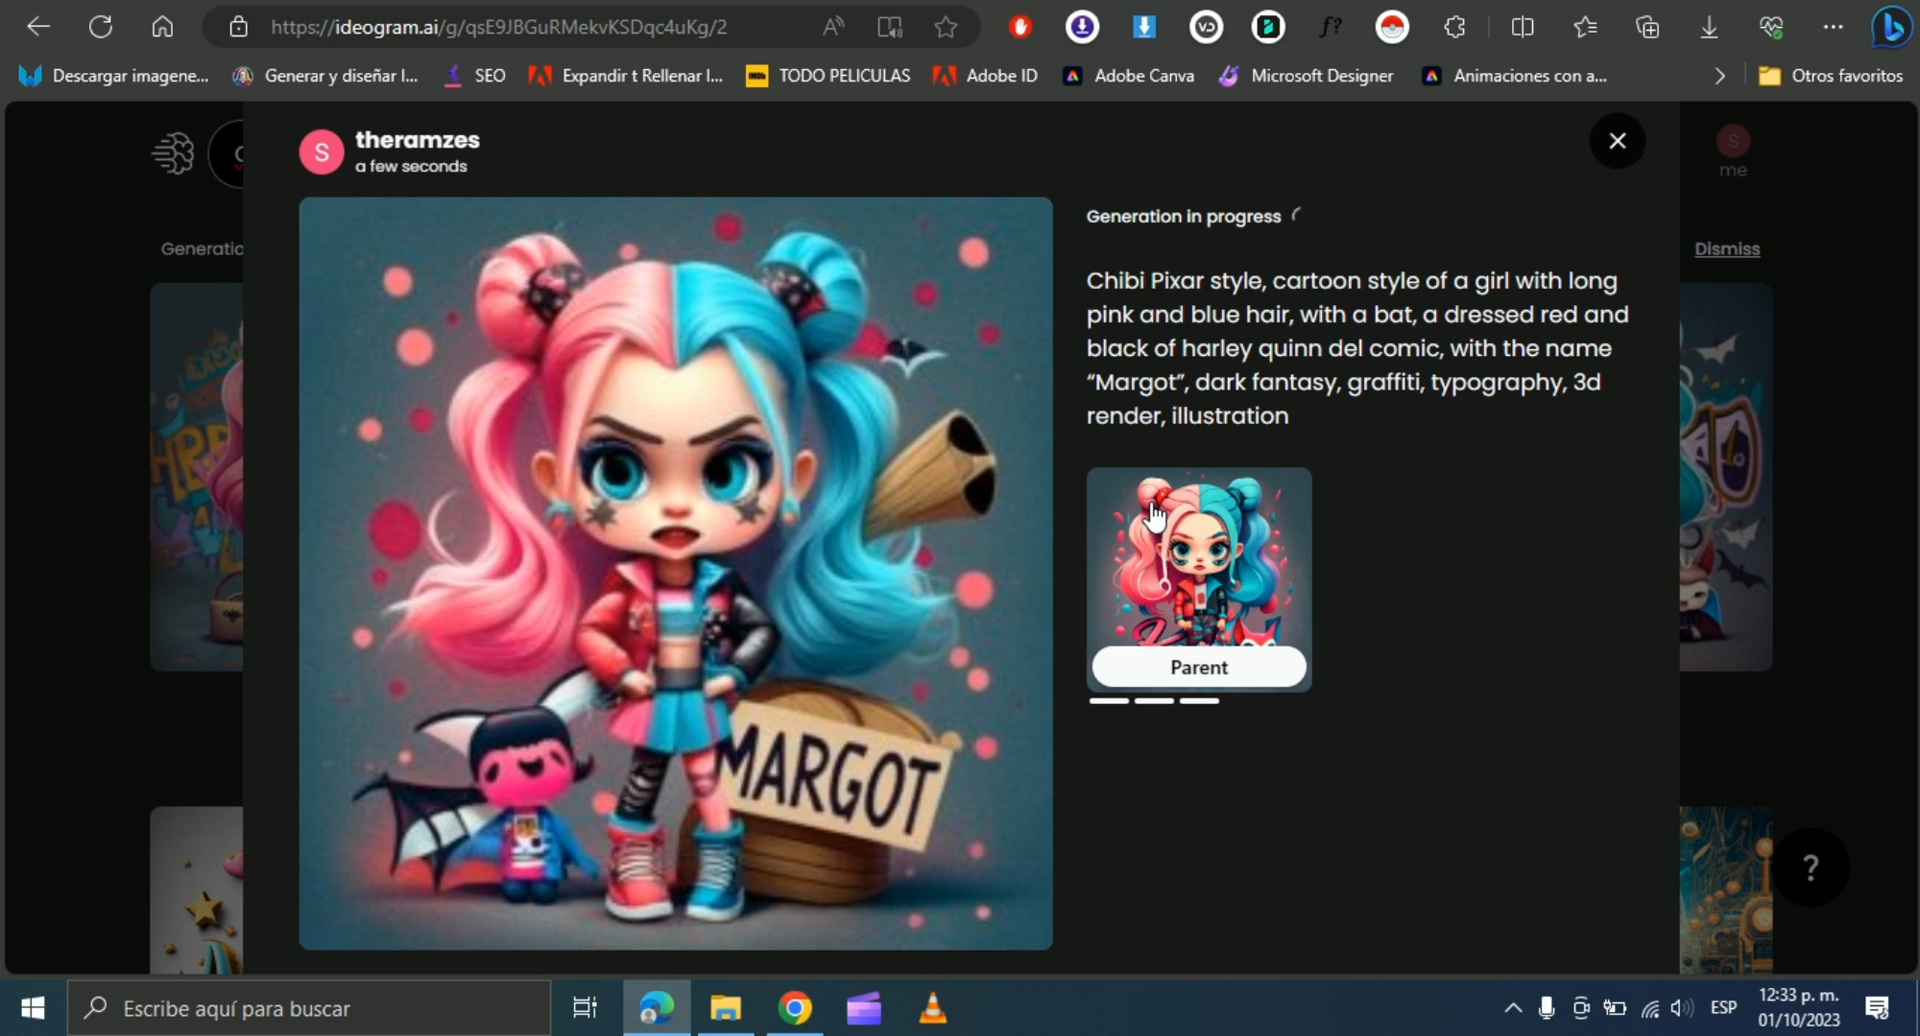 https://ideogram.ai/g/qsE9JBGuRMekvKSDqc4uKg/2
Descargar imagene...
Generar y diseñar l...
SEO
Expandir t Rellenar l...
TODO PELICULAS
Adobe ID
Adobe Canva
Microsoft Designer
Animaciones con a...
Otros favoritos
S
theramzes
a few seconds
S
me
Generatio
Dismiss
Generation in progress
Chibi Pixar style, cartoon style of a girl with long
pink and blue hair, with a bat, a dressed red and
black of harley quinn del comic, with the name
“Margot”, dark fantasy, graffiti, typography, 3d
render, illustration
Parent
MARGOT
?
Escribe aquí para buscar
ESP
12:33 p. m.
01/10/2023